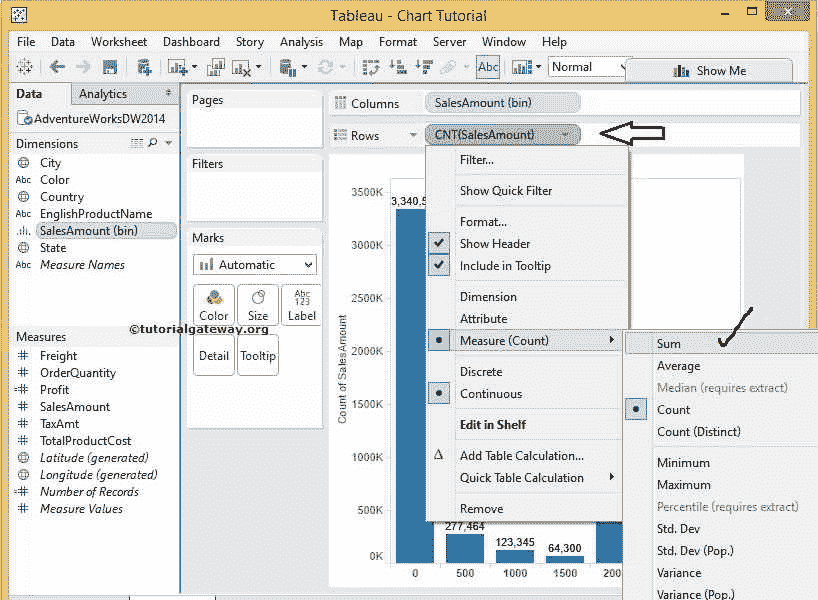 Tableau - Chart Tutorial
File Data Worksheet Dashboard Story Analysis Map Format Server Window Help
Abc Normal Show Me
Data Analytics
AdventureWorksDW2014
Dimensions
City
Abc Color
Country
Abc EnglishProductName
SalesAmount (bin)
State
Abc Measure Names
Measures
Freight
OrderQuantity
Profit
SalesAmount
TaxAmt
TotalProductCost
Latitude (generated)
Longitude (generated)
Number of Records
Measure Values
Pages
Filters
Marks
Automatic
Color Size Abc 123 Label
©tutorialgateway.org
Detail Tooltip
Columns SalesAmount (bin)
Rows CNT(SalesAmount)
Count of SalesAmount
3500K
3000K
2500K
2000K
1500K
1000K
500K
0K
3,340,5
277,464
123,345
64,300
0 500 1000 1500 200
Filter...
Show Quick Filter
Format...
Show Header
Include in Tooltip
Dimension
Attribute
Measure (Count)
Discrete
Continuous
Edit in Shelf
Add Table Calculation...
Quick Table Calculation
Remove
Sum
Average
Median (requires extract)
Count
Count (Distinct)
Minimum
Maximum
Percentile (requires extract)
Std. Dev
Std. Dev (Pop.)
Variance
Variance (Pop.)